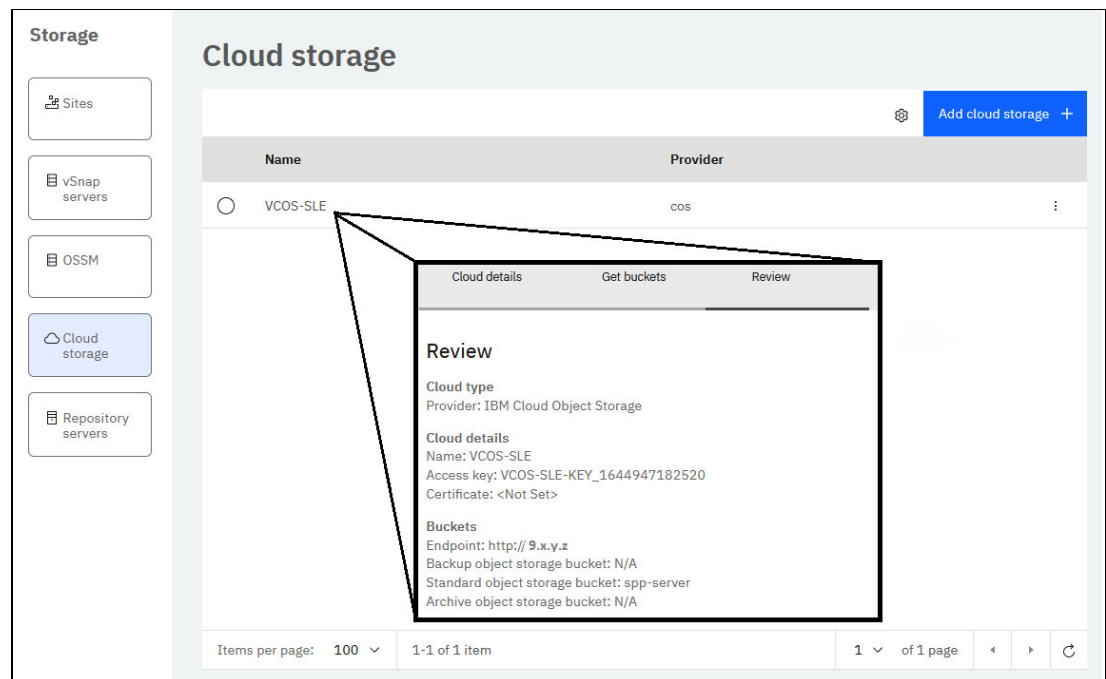 Storage
Sites
vSnap
servers
OSSM
Cloud
storage
Repository
servers
Cloud storage
Add cloud storage +
Name Provider
VCOS-SLE cos
Cloud details Get buckets Review
Review
Cloud type
Provider: IBM Cloud Object Storage
Cloud details
Name: VCOS-SLE
Access key: VCOS-SLE-KEY_1644947182520
Certificate: <Not Set>
Buckets
Endpoint: http:// 9.x.y.z
Backup object storage bucket: N/A
Standard object storage bucket: spp-server
Archive object storage bucket: N/A
Items per page: 100 1-1 of 1 item 1 of 1 page